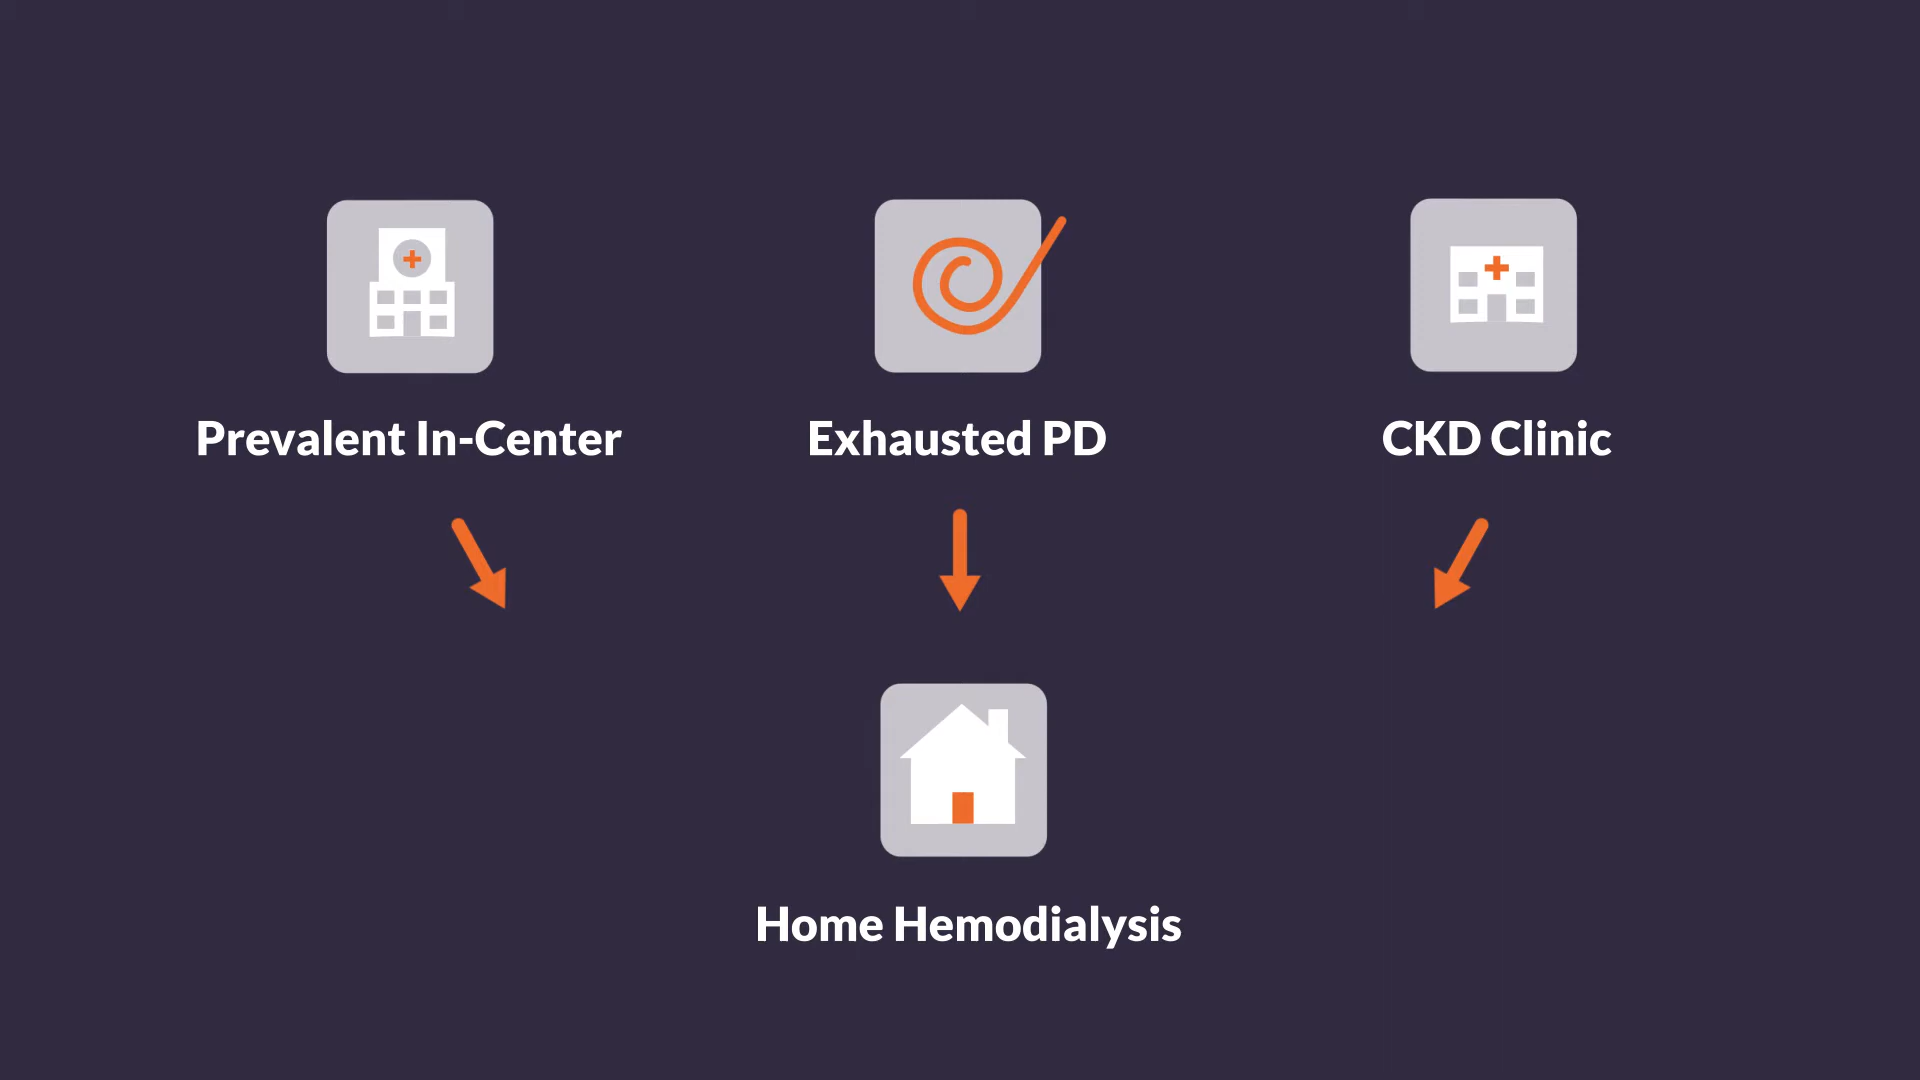 Prevalent In-Center
Exhausted PD
CKD Clinic
Home Hemodialysis